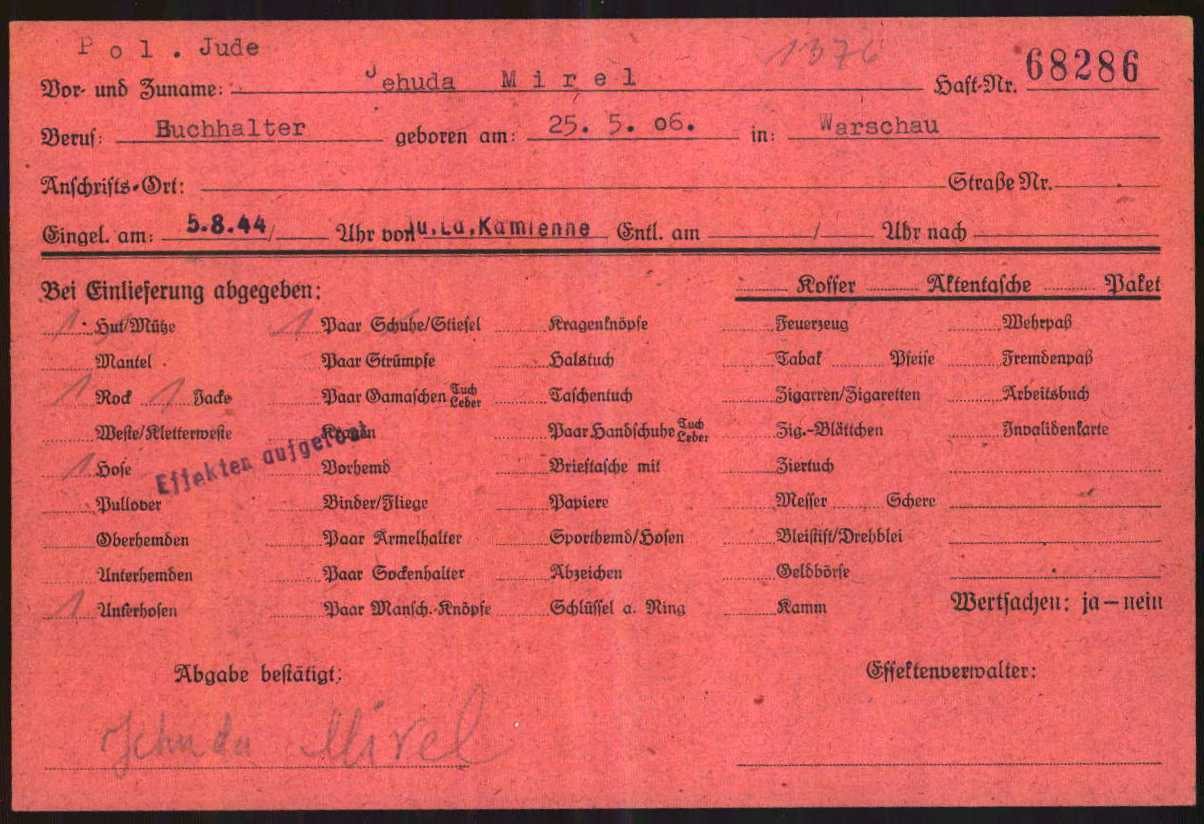 Pol. Jude 1376
Vor- und Zuname: Jehuda Mirel Haft-Nr. 68286
Beruf: Buchhalter geboren am: 25. 5. 06. in: Warschau
Anschrifts-Ort: Straße Nr.
Eingel. am: 5.8.44 / Uhr von Ju.La.Kamienne Entl. am / Uhr nach
Bei Einlieferung abgegeben: Koffer Aktentasche Paket
1 Hut/Mütze 1 Paar Schuhe/Stiefel Kragenknöpfe Feuerzeug Wehrpaß
Mantel Paar Strümpfe Halstuch Tabak Pfeife Fremdenpaß
1 Rock 1 Jacke Paar Gamaschen Tuch Leder Taschentuch Zigarren/Zigaretten Arbeitsbuch
Weste/Kletterweste Kragen Paar Handschuhe Tuch Leder Zig.-Blättchen Invalidenkarte
1 Hose Vorhemd Brieftasche mit Ziertuch
Effekten aufgelöst
Pullover Binder/Fliege Papiere Messer Schere
Oberhemden Paar Ärmelhalter Sporthemd/Hosen Bleistift/Drehblei
Unterhemden Paar Sockenhalter Abzeichen Geldbörse
1 Unterhosen Paar Mansch.-Knöpfe Schlüssel a. Ring Kamm Wertsachen: ja – nein
Abgabe bestätigt: Effektenverwalter:
Jehuda Mirel